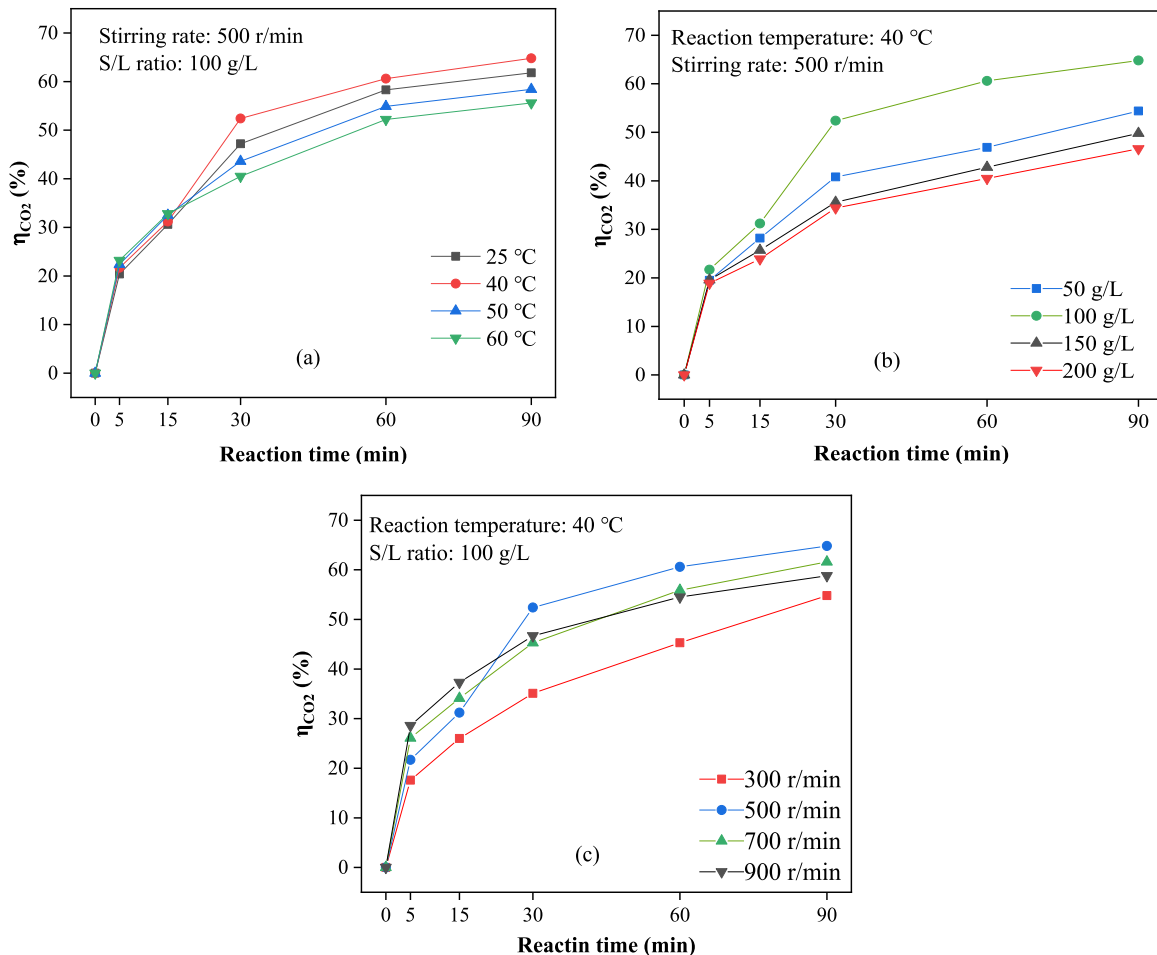 Stirring rate: 500 r/min
S/L ratio: 100 g/L
70
60
50
40
30
20
10
0
ηCO2 (%)
25 ℃
40 ℃
50 ℃
60 ℃
(a)
0 5 15 30 60 90
Reaction time (min)
Reaction temperature: 40 ℃
Stirring rate: 500 r/min
70
60
50
40
30
20
10
0
ηCO2 (%)
50 g/L
100 g/L
150 g/L
200 g/L
(b)
0 5 15 30 60 90
Reaction time (min)
Reaction temperature: 40 ℃
S/L ratio: 100 g/L
70
60
50
40
30
20
10
0
ηCO2 (%)
300 r/min
500 r/min
700 r/min
900 r/min
(c)
0 5 15 30 60 90
Reactin time (min)